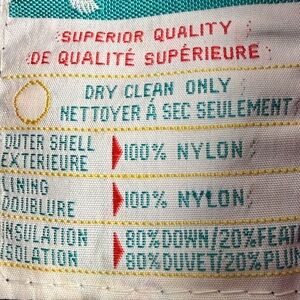 SUPERIOR QUALITY
DE QUALITÉ SUPÉRIEURE
DRY CLEAN ONLY
NETTOYER À SEC SEULEMENT
OUTER SHELL
EXTERIEURE
100% NYLON
LINING
DOUBLURE
100% NYLON
INSULATION
ISOLATION
80% DOWN/20% FEAT
80% DUVET/20% PLUM